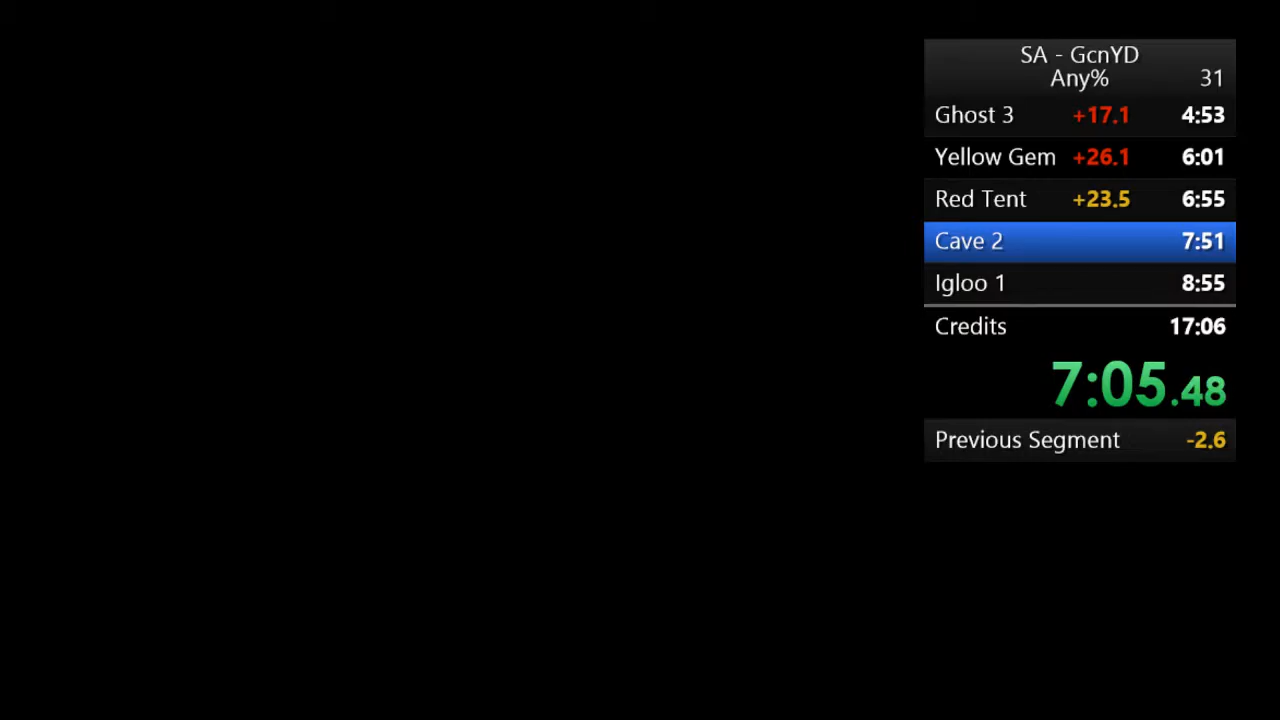 SA - GcnYD
Any% 31
Ghost 3 +17.1 4:53
Yellow Gem +26.1 6:01
Red Tent +23.5 6:55
Cave 2 7:51
Igloo 1 8:55
Credits 17:06
7:05.48
Previous Segment -2.6